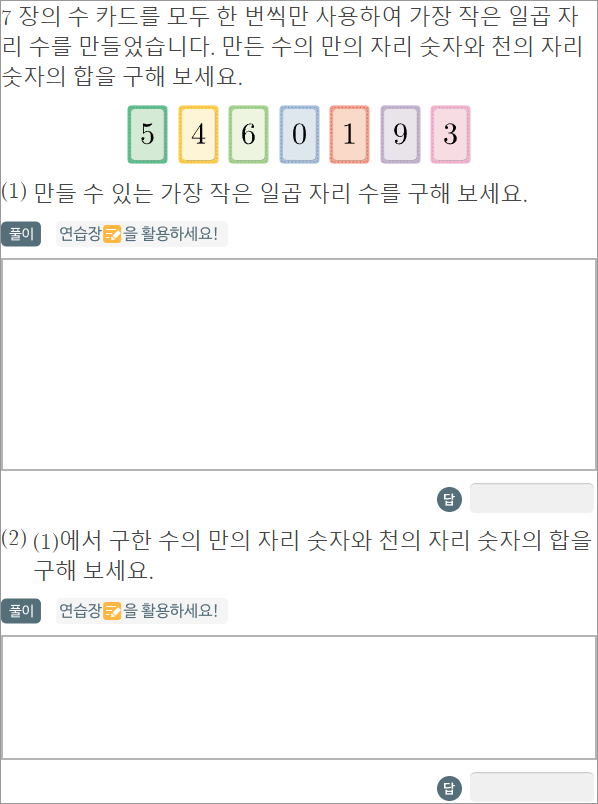 7 장의 수 카드를 모두 한 번씩만 사용하여 가장 작은 일곱 자
리 수를 만들었습니다. 만든 수의 만의 자리 숫자와 천의 자리
숫자의 합을 구해 보세요.
5 4 6 0 1 9 3
(1) 만들 수 있는 가장 작은 일곱 자리 수를 구해 보세요.
풀이 연습장을 활용하세요!
답
(2) (1)에서 구한 수의 만의 자리 숫자와 천의 자리 숫자의 합을
구해 보세요.
풀이 연습장을 활용하세요!
답